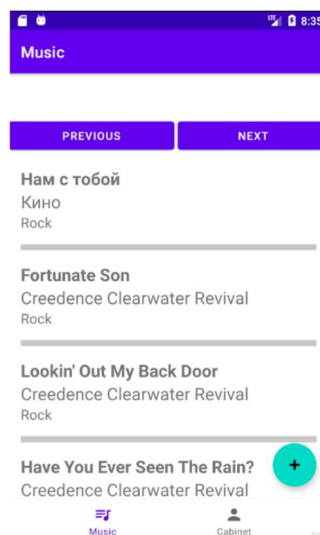 8:35
Music
PREVIOUS NEXT
Нам с тобой
Кино
Rock
Fortunate Son
Creedence Clearwater Revival
Rock
Lookin' Out My Back Door
Creedence Clearwater Revival
Rock
Have You Ever Seen The Rain?
Creedence Clearwater Revival
+
Music Cabinet